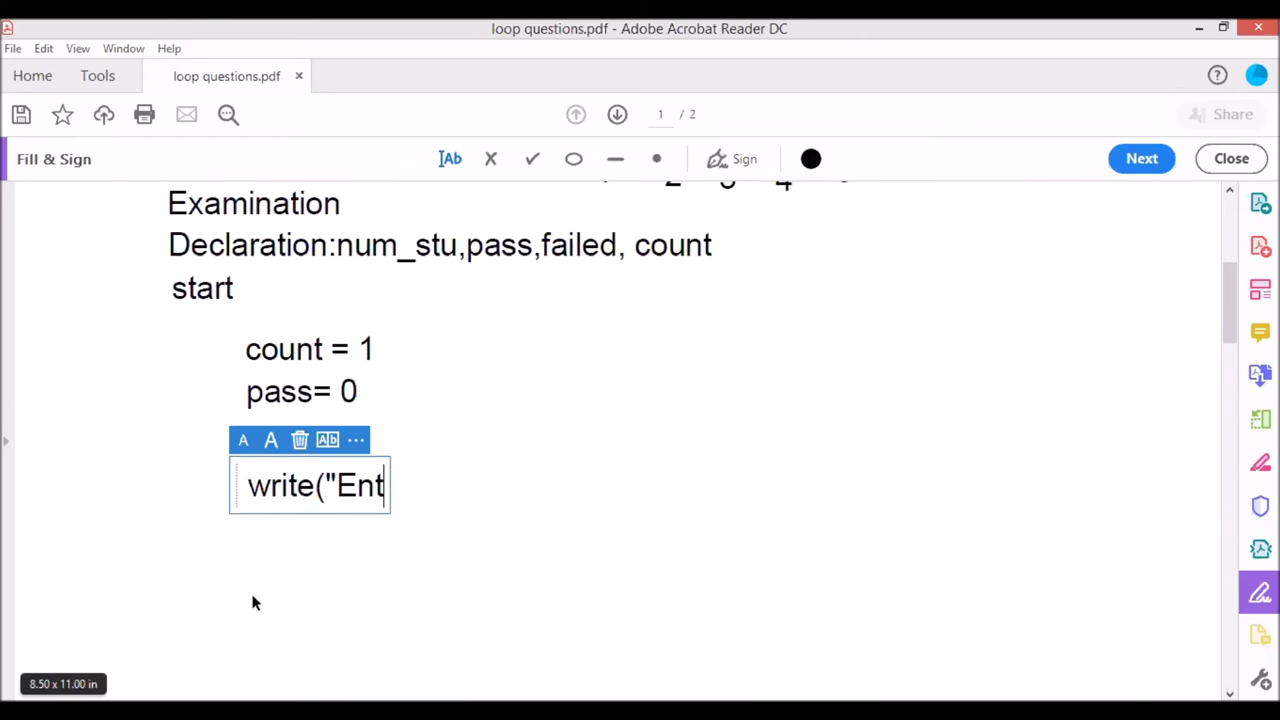 loop questions.pdf - Adobe Acrobat Reader DC
File Edit View Window Help
Home Tools loop questions.pdf ×
1 / 2 Share
Fill & Sign Ab Sign Next Close
Examination
Declaration:num_stu,pass,failed, count
start
count = 1
pass= 0
A A Ab ...
write("Ent
8.50 x 11.00 in